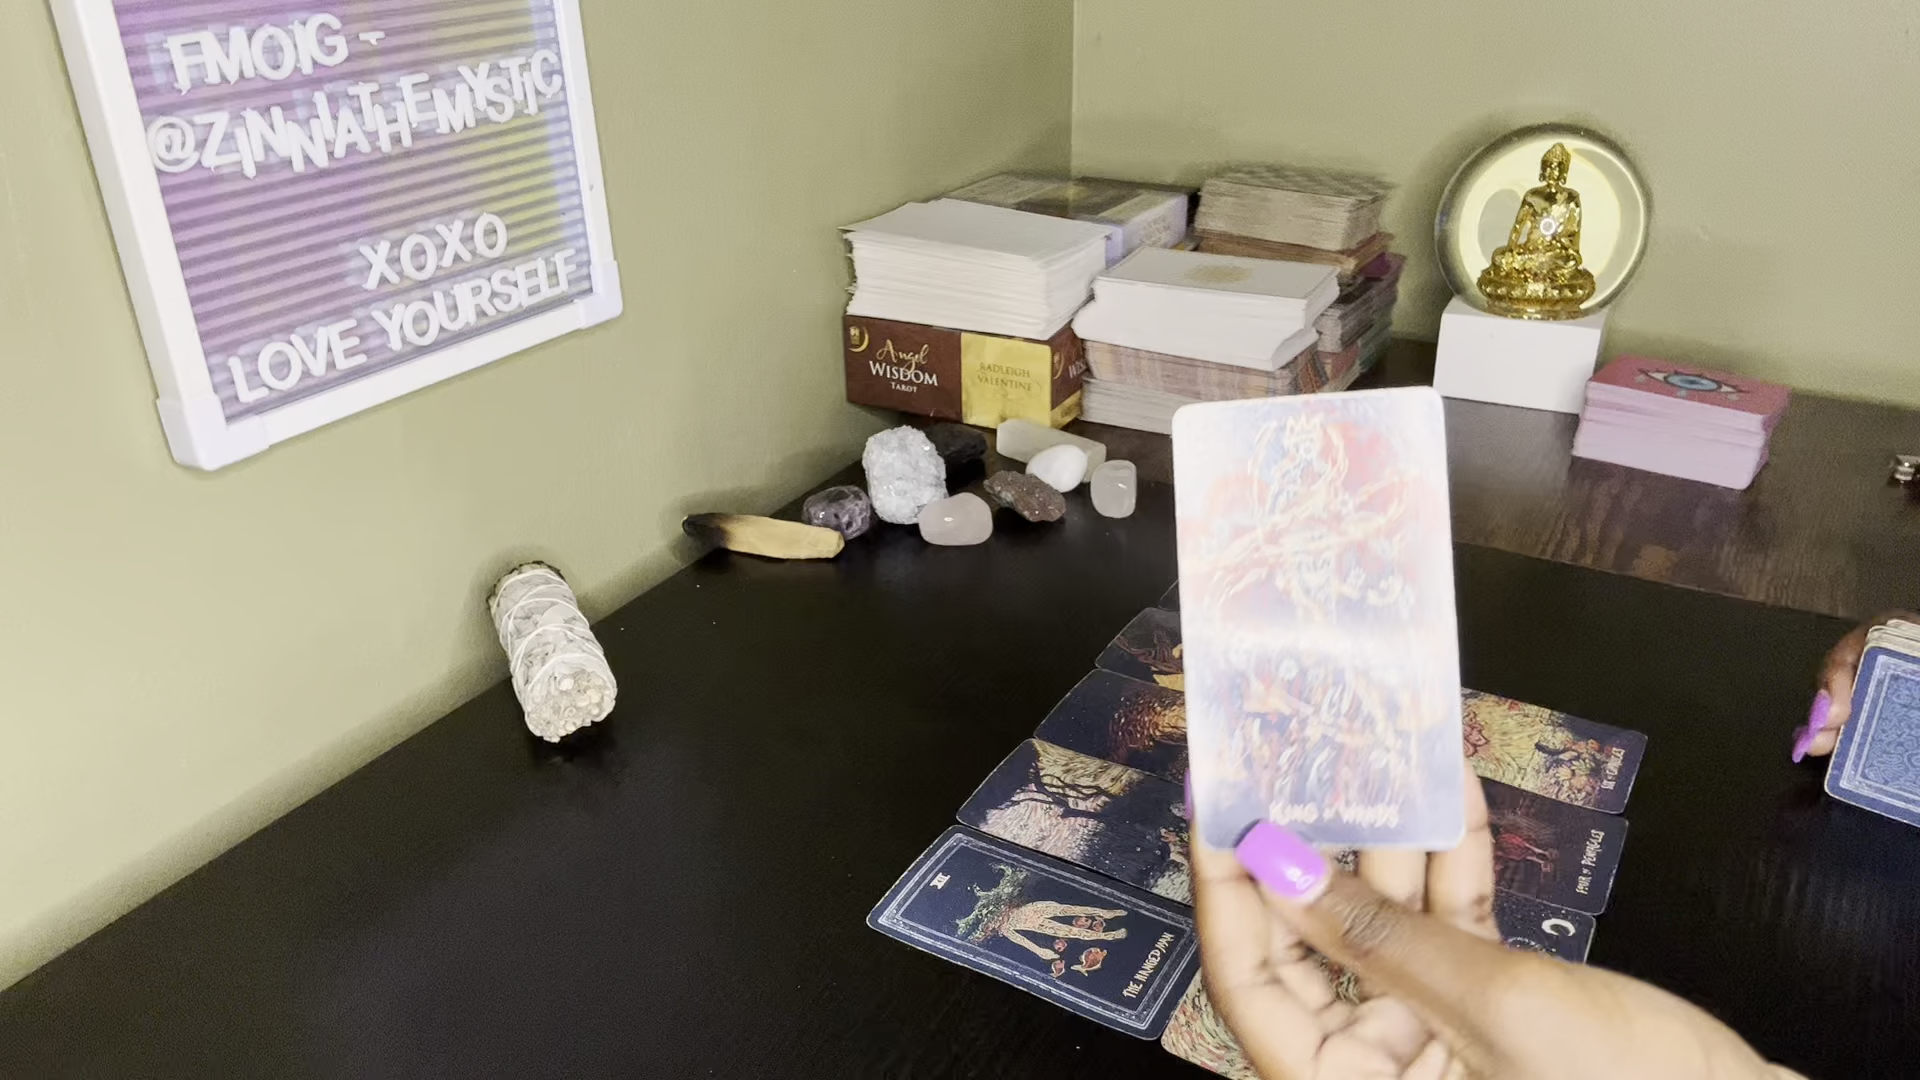 FMOIG -
@ZINNIATHEMYSTIC
XOXO
LOVE YOURSELF
Angel
WISDOM
TAROT
RADLEIGH
VALENTINE
KING of WANDS
FOUR of PENTACLES
XII
THE HANGED MAN